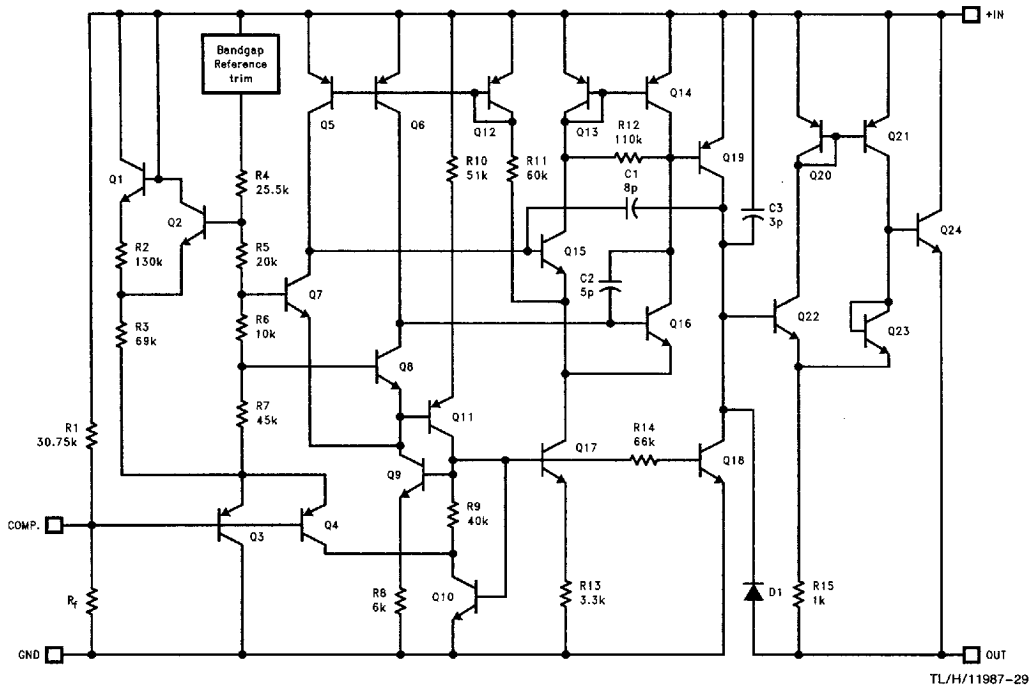 +IN
Bandgap
Reference
trim
Q5
Q6
Q12
Q13
Q14
Q21
R12
110k
Q19
Q20
Q1
R4
25.5k
R10
51k
R11
60k
C1
8p
C3
3p
Q2
Q24
R2
130k
R5
20k
Q15
C2
5p
Q7
Q16
Q22
Q23
R3
69k
R6
10k
Q8
R7
45k
Q11
R1
30.75k
R14
66k
Q9
Q17
Q18
R9
40k
COMP.
Q3
Q4
Rf
R8
6k
Q10
R13
3.3k
D1
R15
1k
GND
OUT
TL/H/11987-29